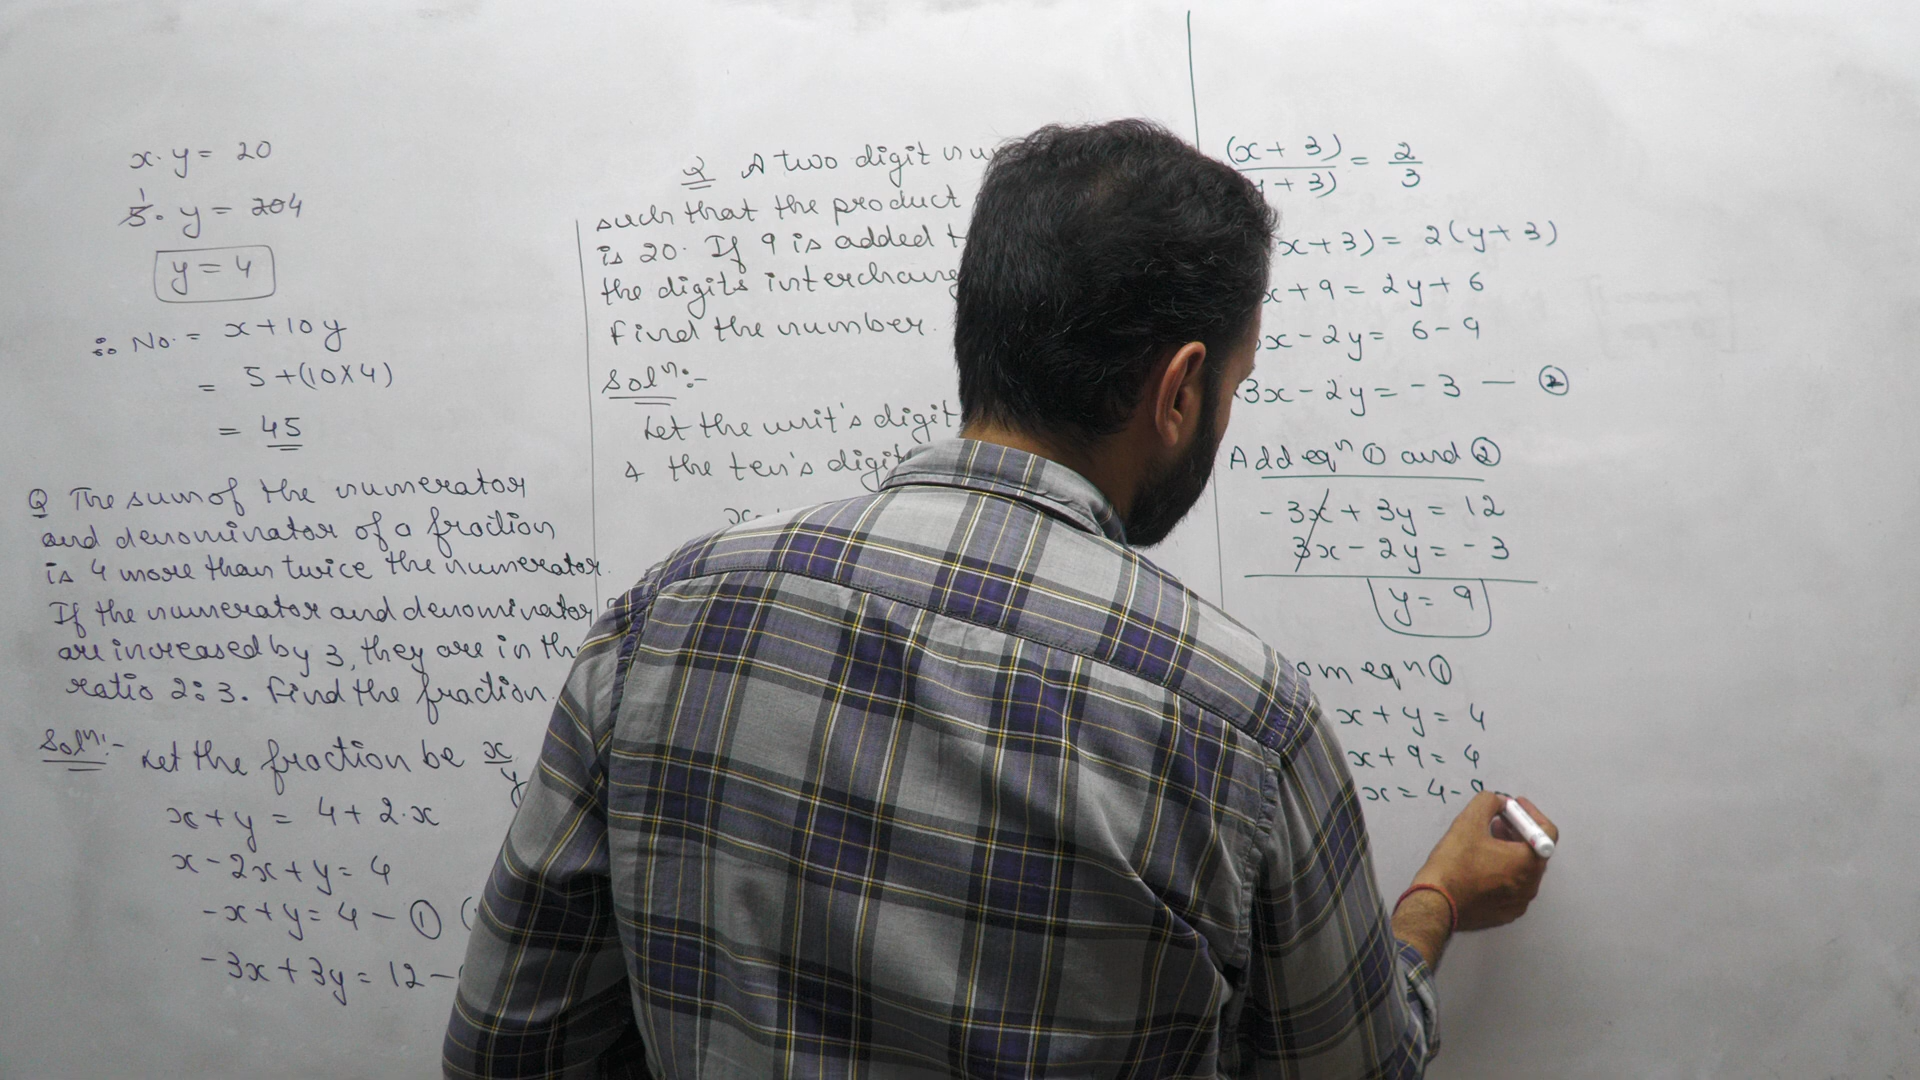 x·y = 20
1
5· y = 204
y = 4
∴ No. = x+10y
= 5+(10×4)
= 45
Q The sum of the numerator
and denominator of a fraction
is 4 more than twice the numerator.
If the numerator and denominator
are increased by 3, they are in the
ratio 2:3. Find the fraction.
Solⁿ:- Let the fraction be x/y
x+y = 4+2·x
x-2x+y=4
-x+y=4 - ①
-3x+3y=12 -
Q A two digit
such that the product
is 20. If 9 is added
the digits interchang
Find the number.
Solⁿ:-
Let the unit's digit
& the ten's digit
(x+3)/ +3) = 2/3
x+3) = 2(y+3)
x+9 = 2y+6
x-2y= 6-9
3x-2y= -3 - ②
Add eqⁿ ① and ②
-3x+3y = 12
3x-2y= -3
y= 9
om eqⁿ ①
x+y= 4
x+9= 4
x= 4-9